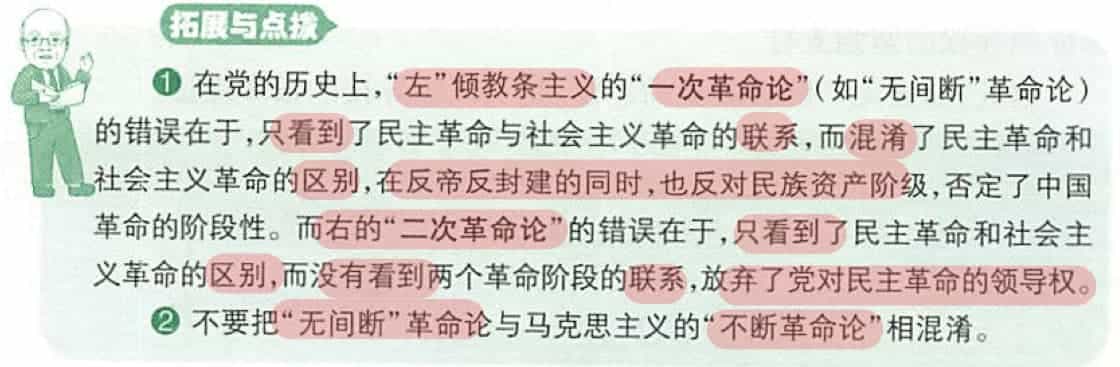 拓展与点拨
❶ 在党的历史上，“左”倾教条主义的“一次革命论”（如“无间断”革命论）
的错误在于，只看到了民主革命与社会主义革命的联系，而混淆了民主革命和
社会主义革命的区别，在反帝反封建的同时，也反对民族资产阶级，否定了中国
革命的阶段性。而右的“二次革命论”的错误在于，只看到了民主革命和社会主
义革命的区别，而没有看到两个革命阶段的联系，放弃了党对民主革命的领导权。
❷ 不要把“无间断”革命论与马克思主义的“不断革命论”相混淆。